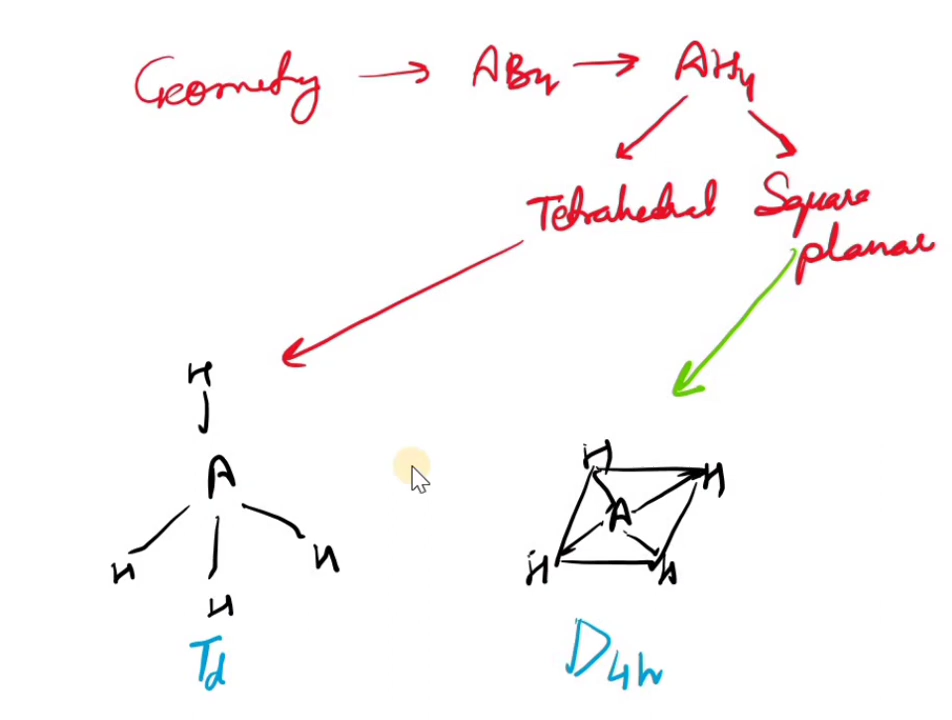 Geometry → AB4 → AH4
Tetrahedral Square
planar
H
A
H H
H
H H
A
H H
Td D4h